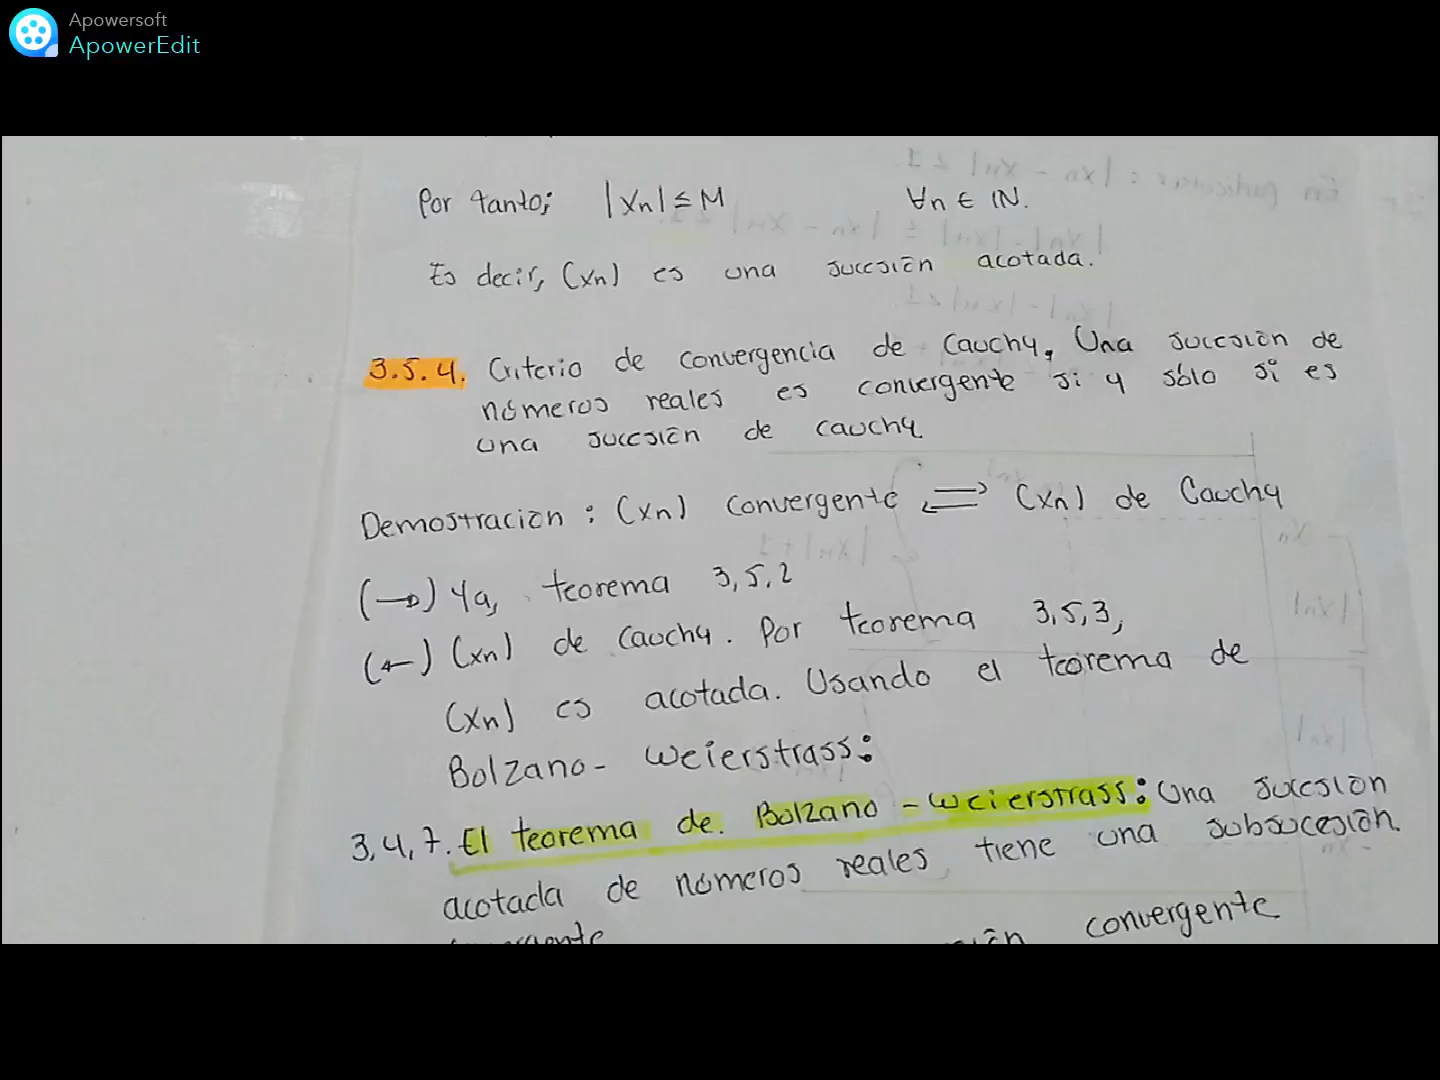 Apowersoft
ApowerEdit
Por tanto; |xn| ≤ M ∀n ∈ IN.
Es decir, (xn) es una sucesión acotada.
3.5.4. Criterio de convergencia de Cauchy. Una sucesión de
números reales es convergente si y sólo si es
una sucesión de cauchy
Demostración: (xn) convergente ⇌ (xn) de Cauchy
(→) Ya, teorema 3,5,2
(←) (xn) de Cauchy. Por teorema 3,5,3,
(xn) es acotada. Usando el teorema de
Bolzano- Weierstrass:
3,4,7. El teorema de. Bolzano - Weierstrass: Una sucesión
acotada de números reales tiene una subsucesión.
convergente